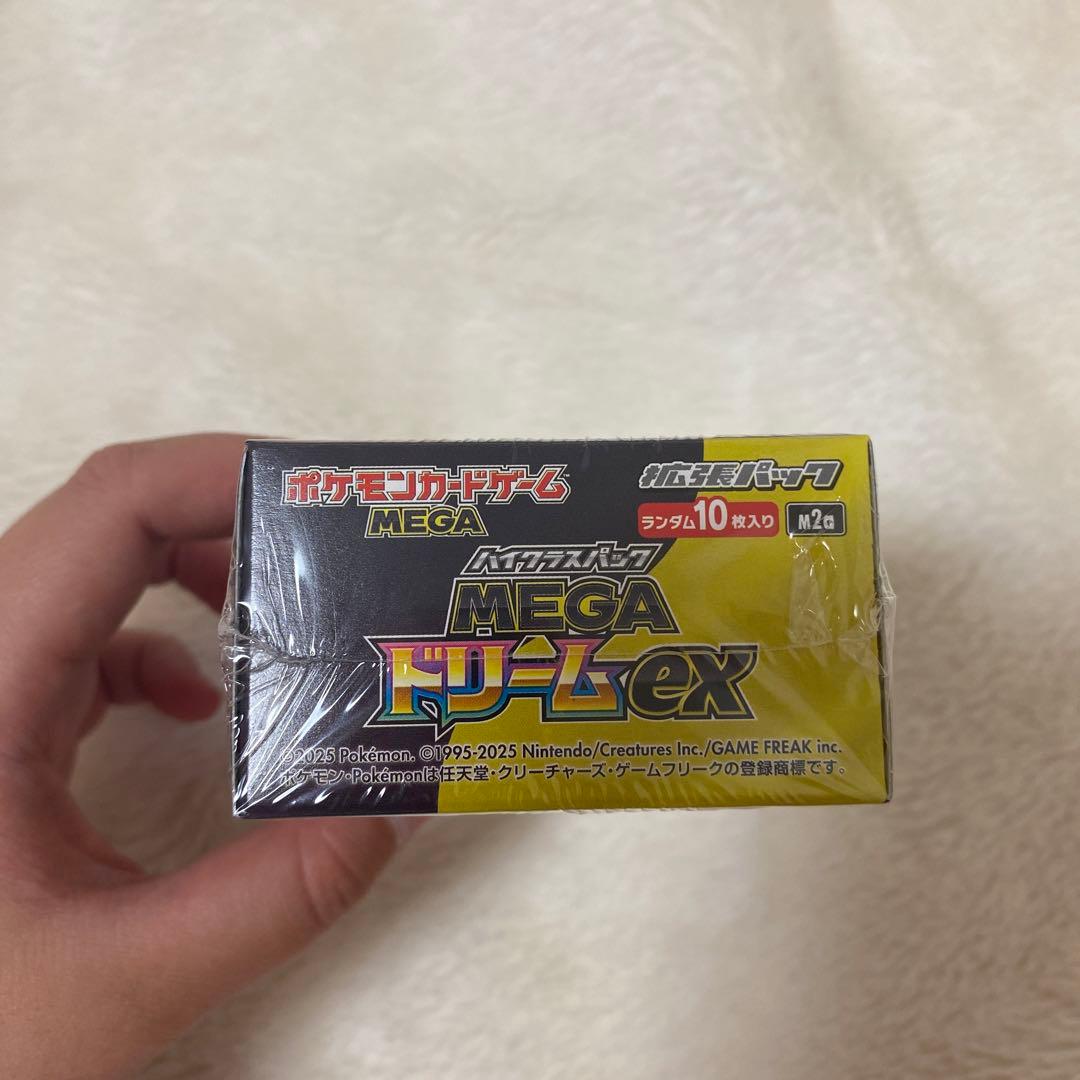 ポケモンカードゲーム
MEGA
拡張パック
ランダム10枚入り M2a
ハイクラスパック
MEGA
ドリームex
©2025 Pokémon. ©1995-2025 Nintendo/Creatures Inc./GAME FREAK inc.
ポケモン・Pokémonは任天堂・クリーチャーズ・ゲームフリークの登録商標です。